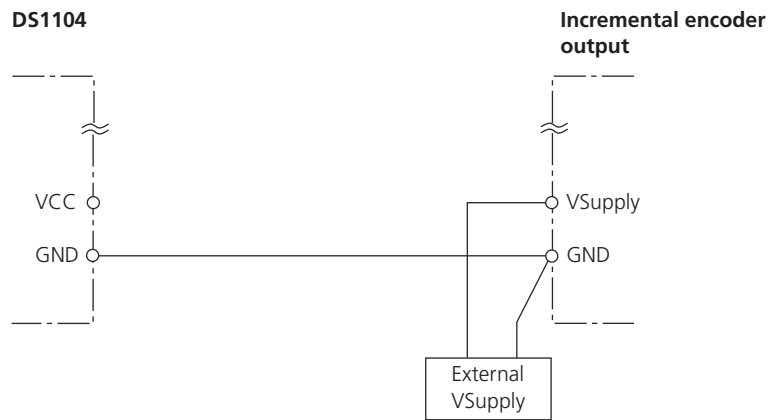 DS1104
Incremental encoder
output
VCC
VSupply
GND
GND
External
VSupply